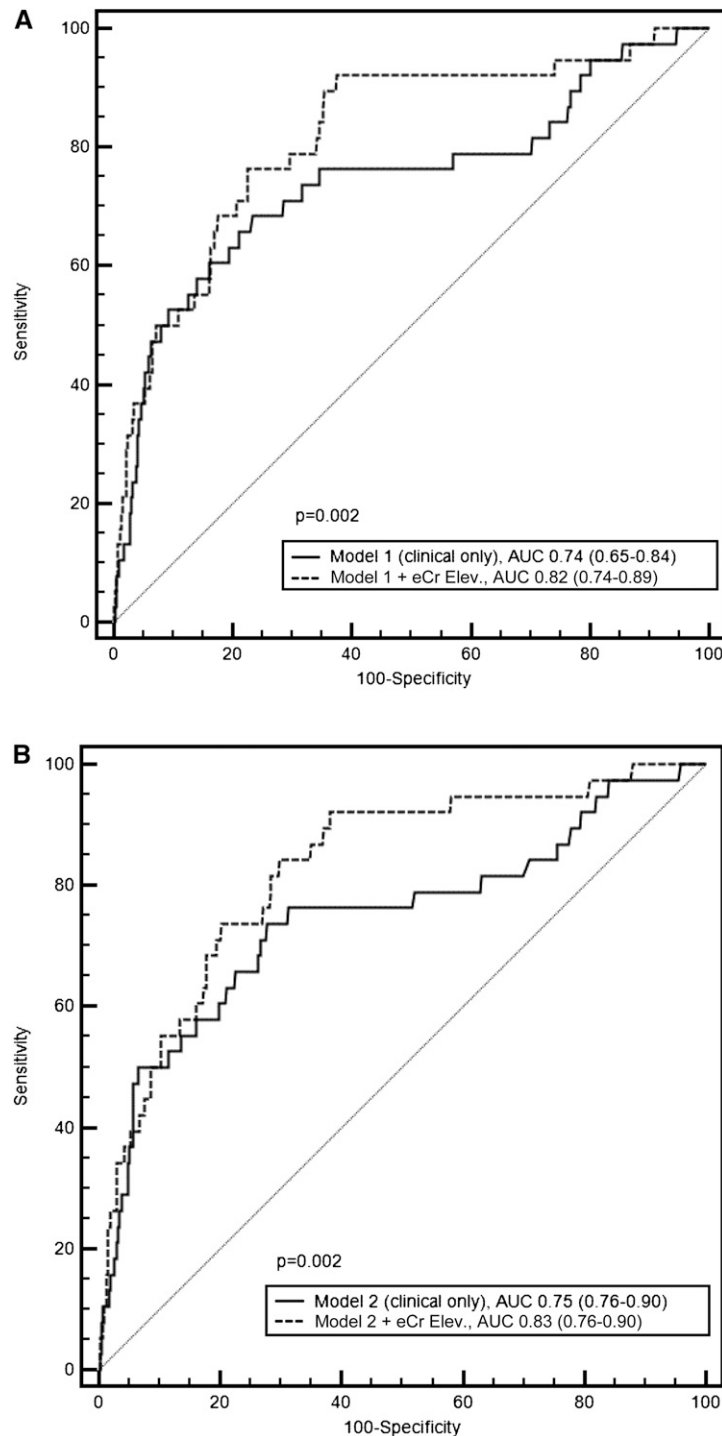 A
100
80
60
40
20
0
Sensitivity
p=0.002
Model 1 (clinical only), AUC 0.74 (0.65-0.84)
Model 1 + eCr Elev., AUC 0.82 (0.74-0.89)
0 20 40 60 80 100
100-Specificity
B
100
80
60
40
20
0
Sensitivity
p=0.002
Model 2 (clinical only), AUC 0.75 (0.76-0.90)
Model 2 + eCr Elev., AUC 0.83 (0.76-0.90)
0 20 40 60 80 100
100-Specificity